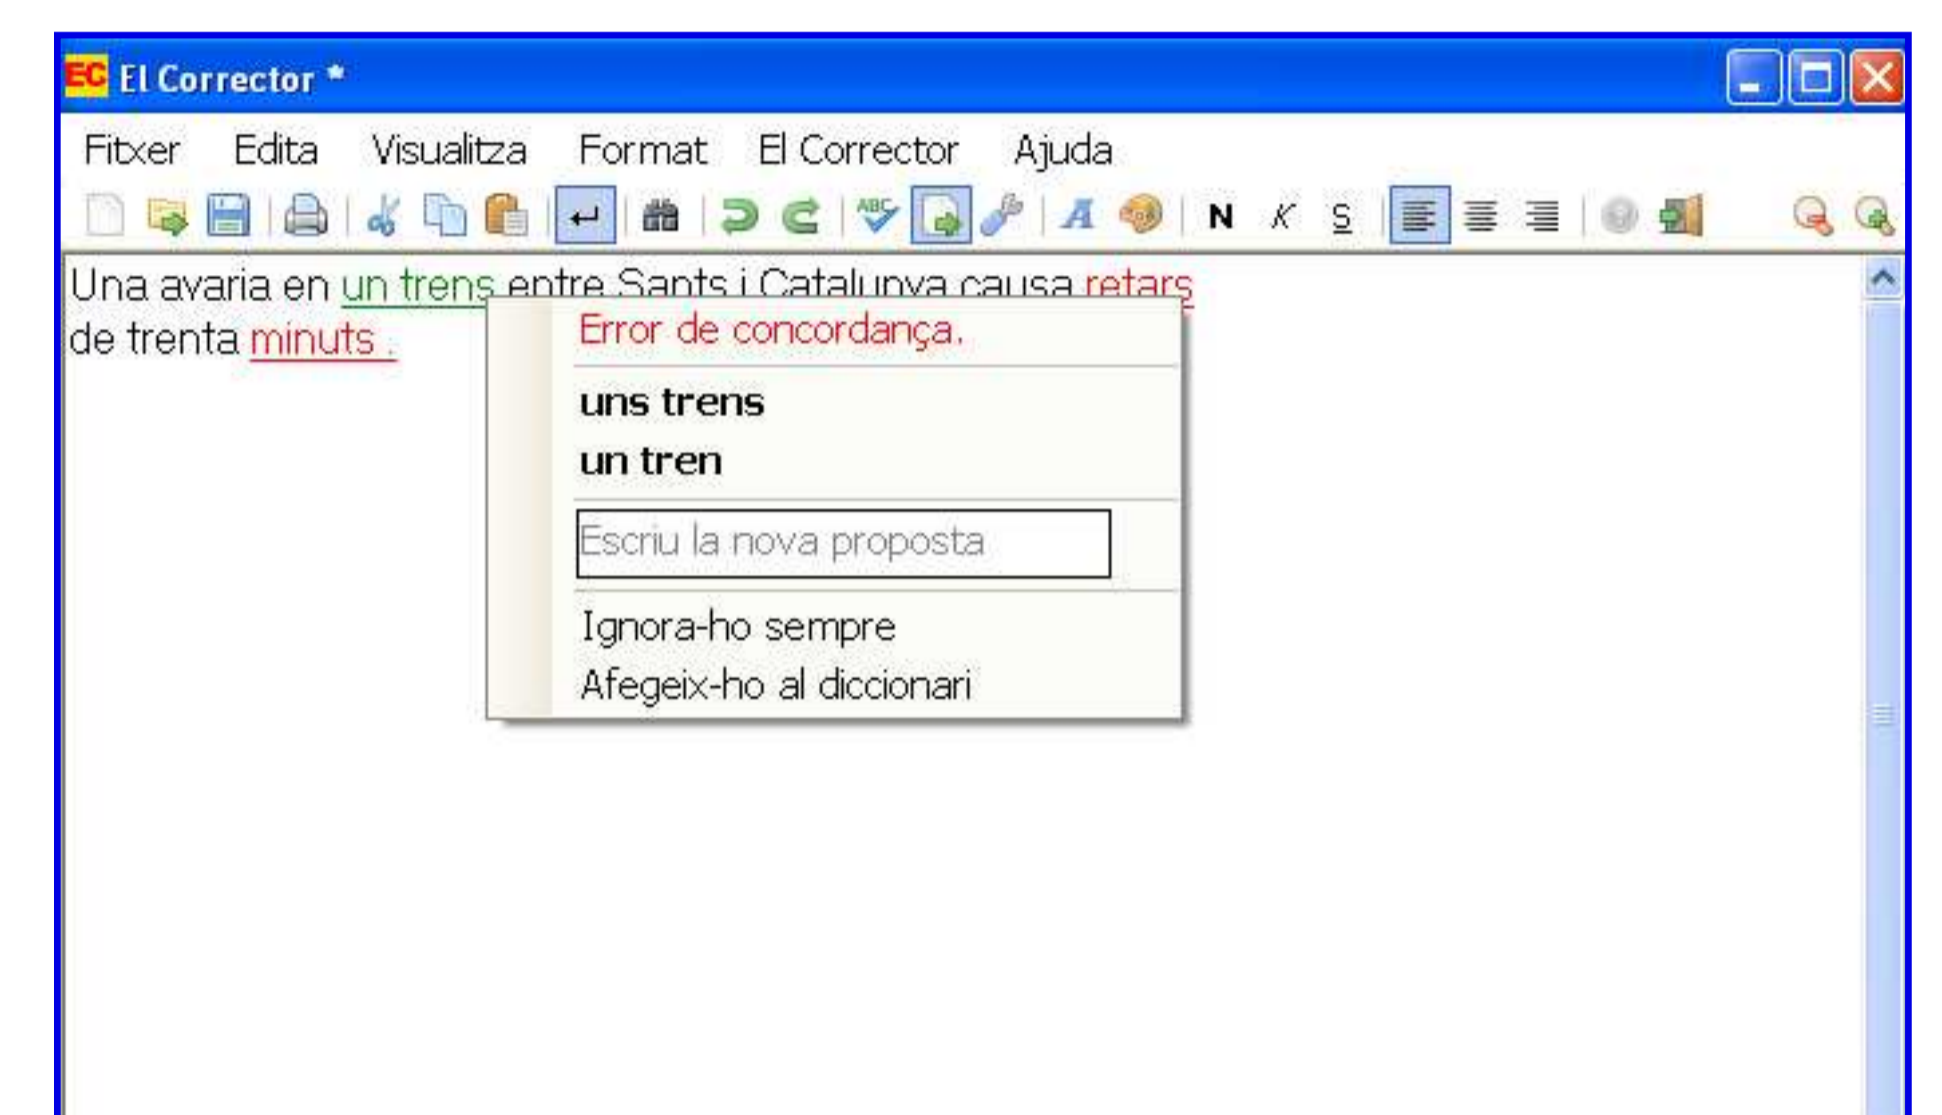 EC El Corrector *
Fitxer Edita Visualitza Format El Corrector Ajuda
ABC A N K S
Una avaria en un trens entre Sants i Catalunya causa retars
de trenta minuts .
Error de concordança.
uns trens
un tren
Escriu la nova proposta
Ignora-ho sempre
Afegeix-ho al diccionari